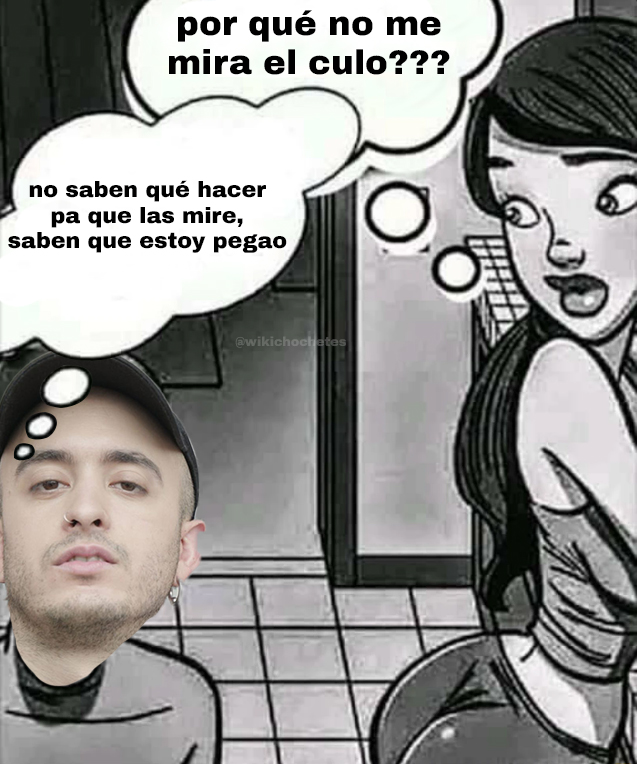 por qué no me
mira el culo???
no saben qué hacer
pa que las mire,
saben que estoy pegao
@wikichochetes